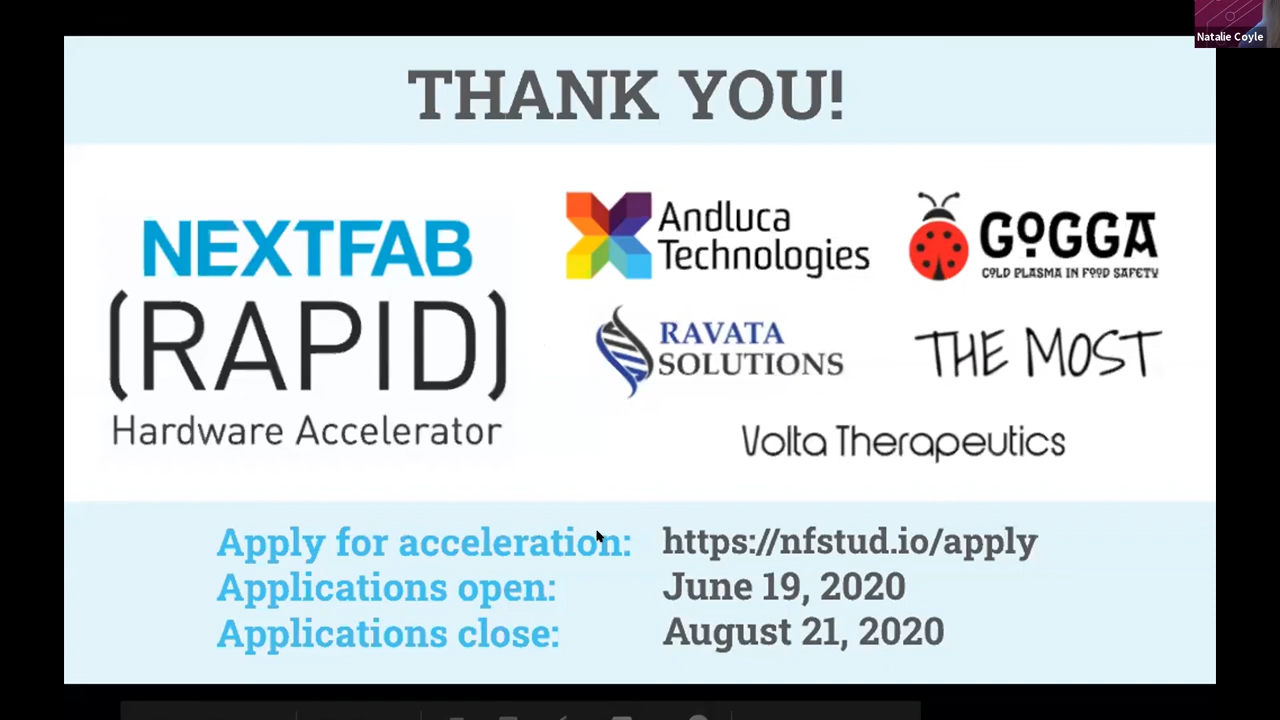 Natalie Coyle
THANK YOU!
NEXTFAB
(RAPID)
Hardware Accelerator
Andluca
Technologies
GOGGA
COLD PLASMA IN FOOD SAFETY
RAVATA
SOLUTIONS
THE MOST
Volta Therapeutics
Apply for acceleration: https://nfstud.io/apply
Applications open: June 19, 2020
Applications close: August 21, 2020